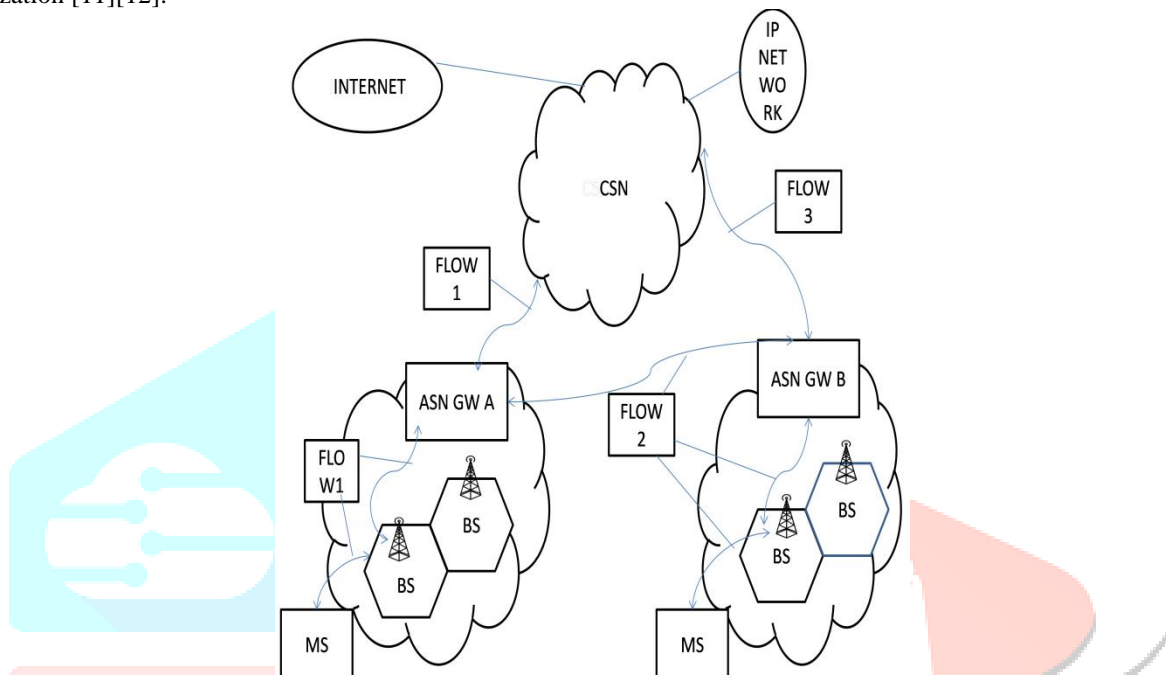 zation [11][12].
INTERNET
IP
NET
WO
RK
CSN
FLOW
3
FLOW
1
ASN GW A
ASN GW B
FLOW
2
FLO
W1
BS
BS
BS
BS
MS
MS